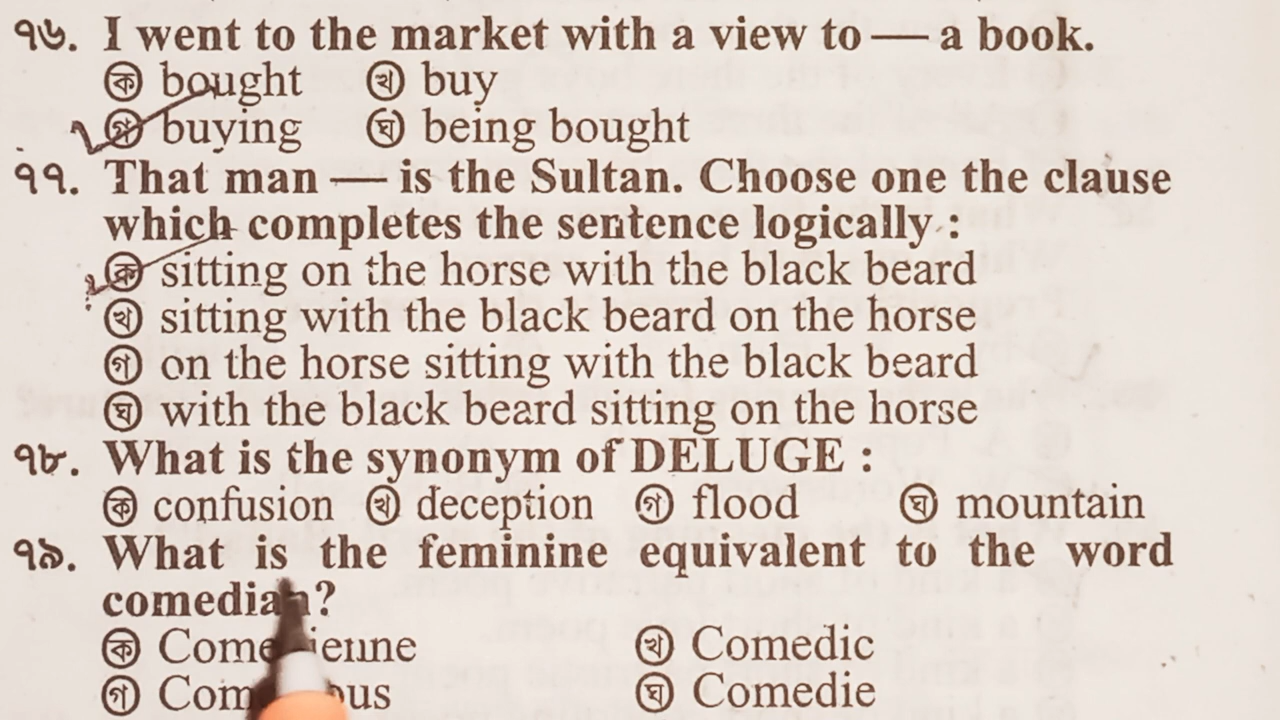 ৭৬. I went to the market with a view to — a book.
ক bought খ buy
গ buying ঘ being bought
৭৭. That man — is the Sultan. Choose one the clause
which completes the sentence logically :
ক sitting on the horse with the black beard
খ sitting with the black beard on the horse
গ on the horse sitting with the black beard
ঘ with the black beard sitting on the horse
৭৮. What is the synonym of DELUGE :
ক confusion খ deception গ flood ঘ mountain
৭৯. What is the feminine equivalent to the word
comedian?
ক Comedienne খ Comedic
গ ঘ Comedie